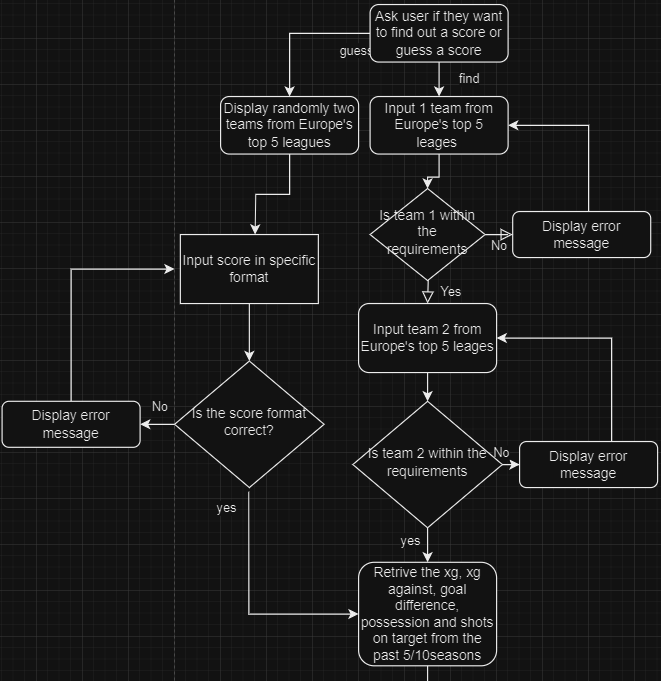 Ask user if they want
to find out a score or
guess a score
guess
find
Display randomly two
teams from Europe's
top 5 leagues
Input 1 team from
Europe's top 5
leages
Is team 1 within
the
requirements
No
Display error
message
Yes
Input score in specific
format
Input team 2 from
Europe's top 5 leages
Is the score format
correct?
No
Display error
message
Is team 2 within the
requirements
No
Display error
message
yes
yes
Retrive the xg, xg
against, goal
difference,
possession and shots
on target from the
past 5/10seasons